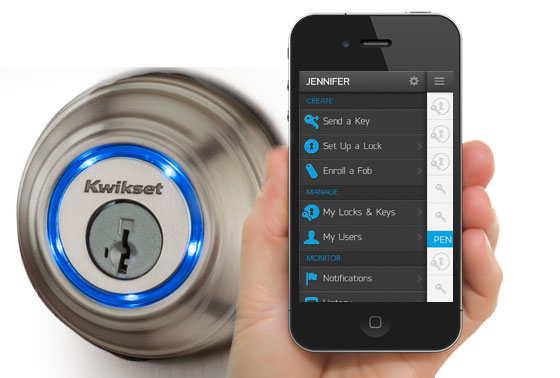 Kwikset
JENNIFER
CREATE
Send a Key
Set Up a Lock
Enroll a Fob
MANAGE
My Locks & Keys
My Users
PEN
MONITOR
Notifications
History